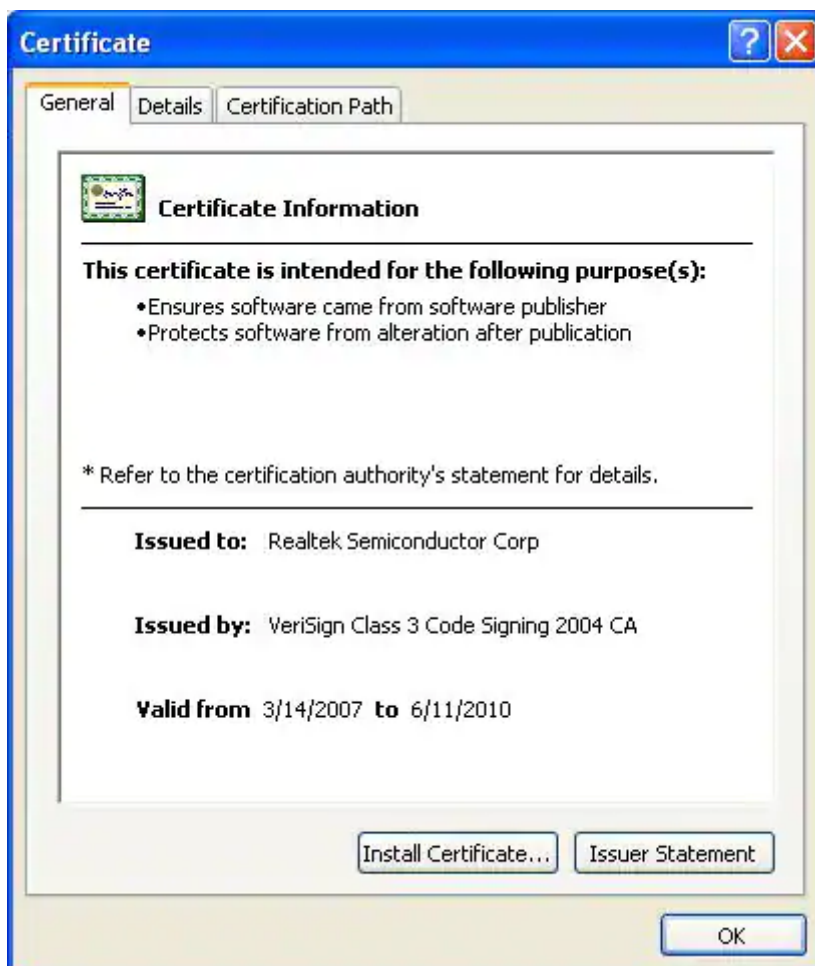 Certificate
General Details Certification Path
Certificate Information
This certificate is intended for the following purpose(s):
•Ensures software came from software publisher
•Protects software from alteration after publication
* Refer to the certification authority's statement for details.
Issued to: Realtek Semiconductor Corp
Issued by: VeriSign Class 3 Code Signing 2004 CA
Valid from 3/14/2007 to 6/11/2010
Install Certificate... Issuer Statement
OK